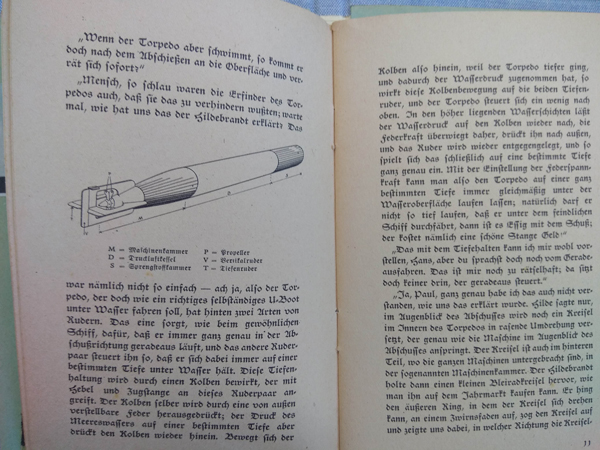 „Wenn der Torpedo aber schwimmt, so kommt er
doch nach dem Abschießen an die Oberfläche und ver-
rät sich sofort?“
„Mensch, so schlau waren die Erfinder des Tor-
pedos auch, daß sie das zu verhindern wußten; warte
mal, wie hat uns das der Hildebrandt erklärt? Das
M = Maschinenkammer P = Propeller
D = Druckluftkessel V = Vertikalruder
S = Sprengstoffkammer T = Tiefenruder
war nämlich nicht so einfach — ach ja, also der Tor-
pedo, der doch wie ein richtiges selbständiges U-Boot
unter Wasser fahren soll, hat hinten zwei Arten von
Rudern. Das eine sorgt, wie beim gewöhnlichen
Schiff, dafür, daß er immer ganz genau in der Ab-
schußrichtung geradeaus läuft, und das andere Ruder-
paar steuert ihn so, daß er sich dabei immer auf einer
bestimmten Tiefe unter Wasser hält. Diese Tiefen-
haltung wird durch einen Kolben bewirkt, der mit
Hebel und Zugstange an dieses Ruderpaar an-
greift. Der Kolben selber wird durch eine von außen
verstellbare Feder herausgedrückt; der Druck des
Meerwassers auf eine bestimmte Tiefe aber
drückt den Kolben wieder hinein. Bewegt sich der
Kolben also hinein, weil der Torpedo tiefer ging,
und dadurch der Wasserdruck zugenommen hat, so
wirkt diese Kolbenbewegung auf die beiden Tiefen-
ruder, und der Torpedo steuert sich ein wenig nach
oben. In den höher liegenden Wasserschichten läßt
der Wasserdruck auf den Kolben wieder nach, die
Federkraft überwiegt daher, drückt ihn nach außen,
und das Ruder wird wieder entgegengelegt, und so
spielt sich das schließlich auf eine bestimmte Tiefe
ganz genau ein. Mit der Einstellung der Federspann-
kraft kann man also den Torpedo auf einer ganz
bestimmten Tiefe immer gleichmäßig unter der
Wasseroberfläche laufen lassen; natürlich darf er
nicht so tief laufen, daß er unter dem feindlichen
Schiff durchfährt, dann ist es Essig mit dem Schuß;
der kostet nämlich eine schöne Stange Geld!“
„Das mit dem Tiefehalten kann ich mir wohl vor-
stellen, Hans, aber du sprachst doch noch vom Gerade-
ausfahren. Das ist mir noch zu rätselhaft; da sitzt
doch keiner drin, der geradeaus steuert.“
„Ja, Paul, ganz genau habe ich das auch nicht ver-
standen, wie uns das erklärt wurde. Hilde sagte nur,
im Augenblick des Abschusses wird noch ein Kreisel
im Innern des Torpedos in rasende Umdrehung ver-
setzt, der genau wie die Maschine im Augenblick des
Abschusses anspringt. Der Kreisel ist auch im hinteren
Teil, wo die ganzen Maschinen untergebracht sind, in
der sogenannten Maschinenkammer. Der Hildebrandt
holte dann einen kleinen Bleiradkreisel hervor, wie
man ihn auf dem Jahrmarkt kaufen kann. Er hing
den äußeren Ring, in dem der Kreisel sich drehen
kann, an einem Zwirnsfaden auf, zog den Kreisel auf
und zeigte uns dabei, in welcher Richtung die Kreisel-
11